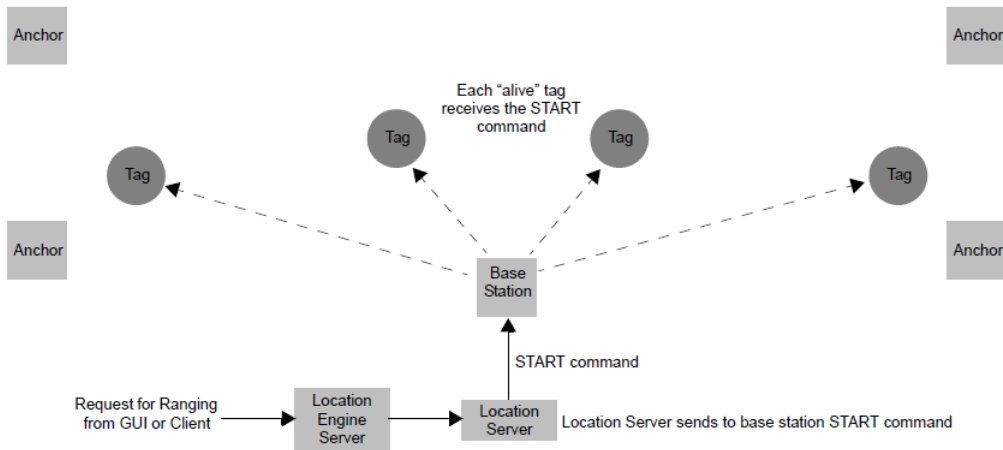 Anchor
Anchor
Each “alive” tag
receives the START
command
Tag
Tag
Tag
Tag
Anchor
Anchor
Base
Station
START command
Request for Ranging
from GUI or Client
Location
Engine
Server
Location
Server
Location Server sends to base station START command